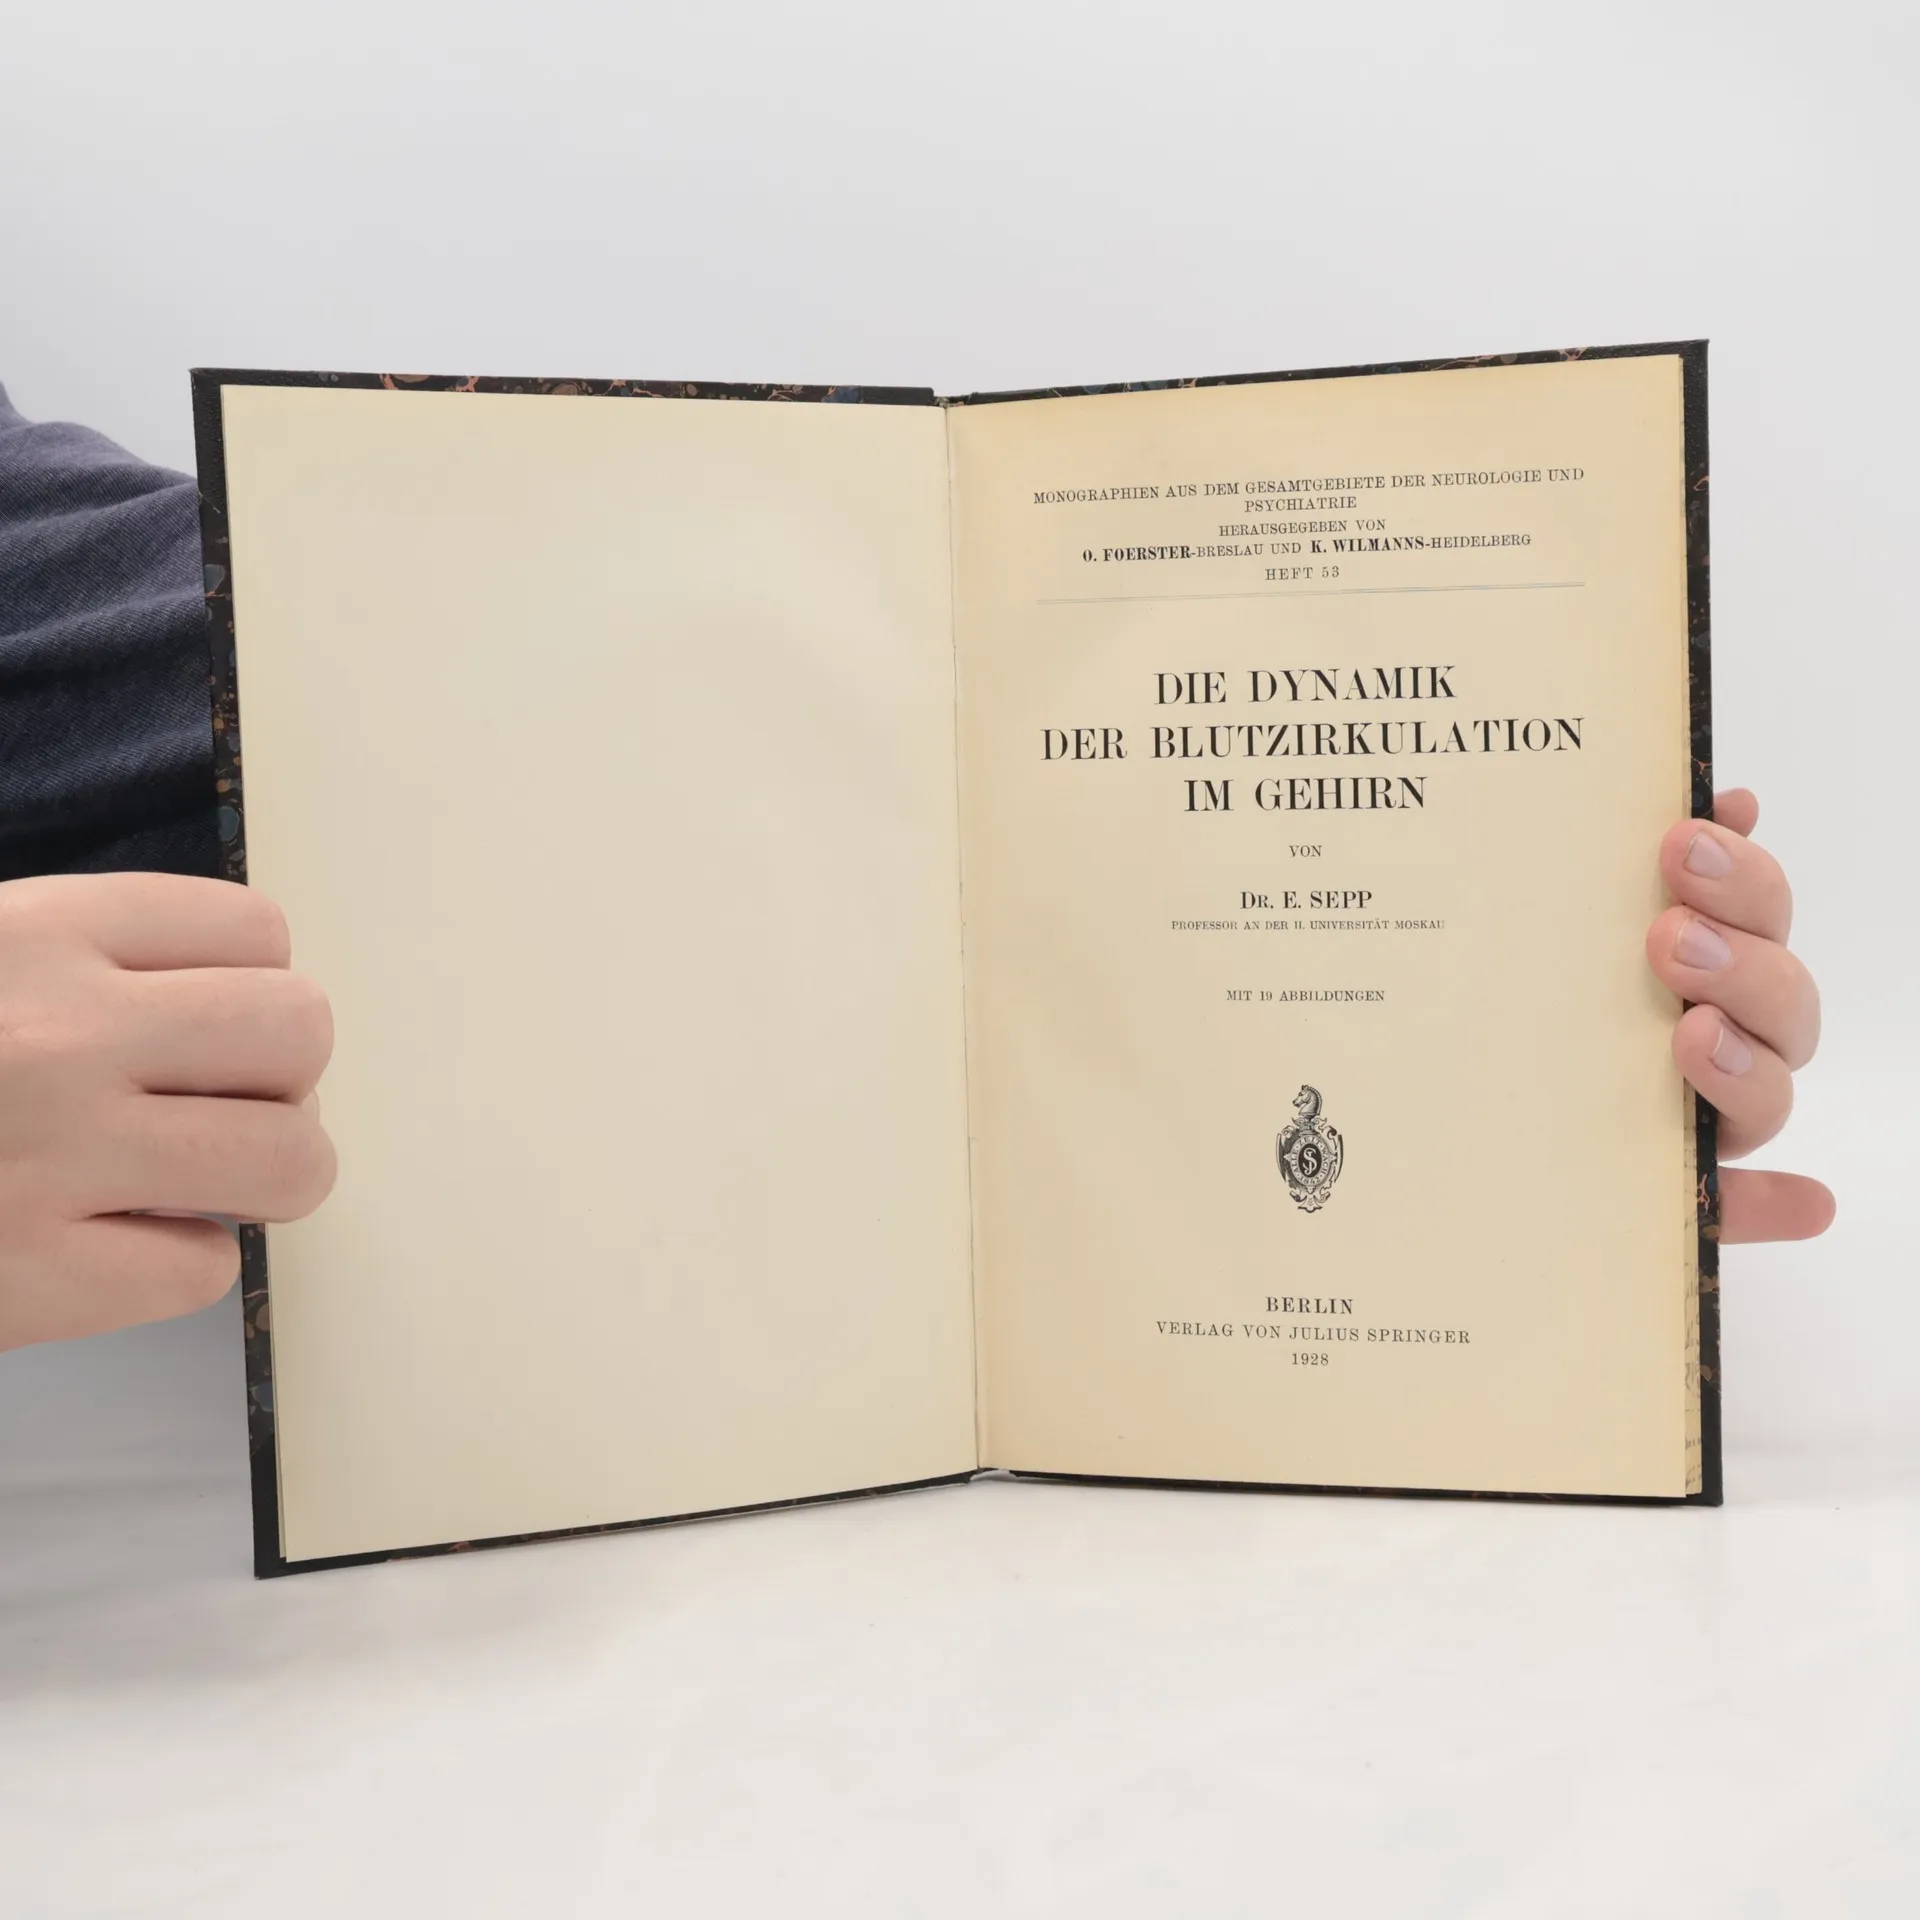 MONOGRAPHIEN AUS DEM GESAMTGEBIETE DER NEUROLOGIE UND
PSYCHIATRIE
HERAUSGEGEBEN VON
O. FOERSTER-BRESLAU UND K. WILMANNS-HEIDELBERG
HEFT 53
DIE DYNAMIK
DER BLUTZIRKULATION
IM GEHIRN
VON
DR. E. SEPP
PROFESSOR AN DER II. UNIVERSITÄT MOSKAU
MIT 19 ABBILDUNGEN
BERLIN
VERLAG VON JULIUS SPRINGER
1928